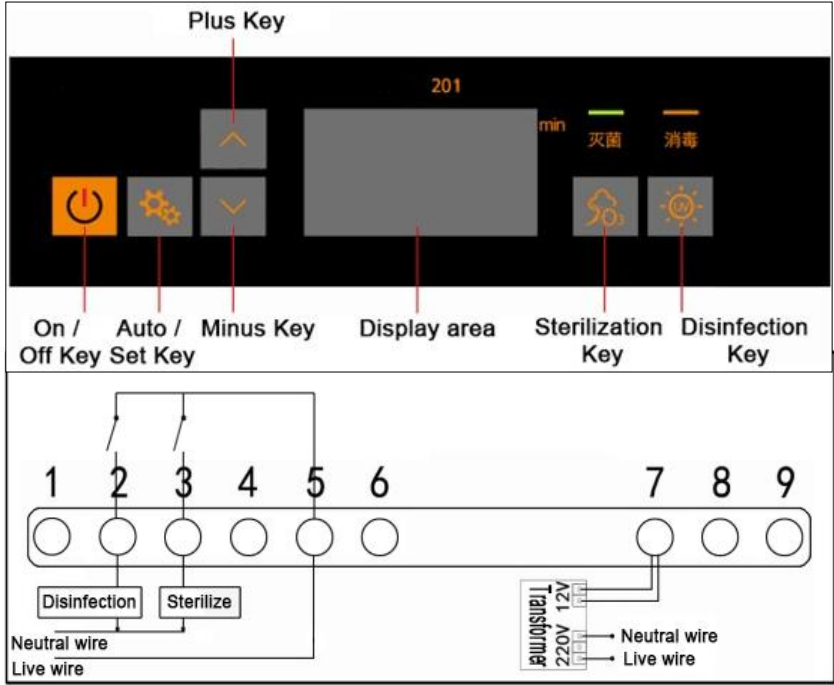 Plus Key
201
min
灭菌
消毒
O3
UV
On /
Off Key
Auto /
Set Key
Minus Key
Display area
Sterilization
Key
Disinfection
Key
1 2 3 4 5 6 7 8 9
Disinfection
Sterilize
Neutral wire
Live wire
Transformer
12V
220V
Neutral wire
Live wire